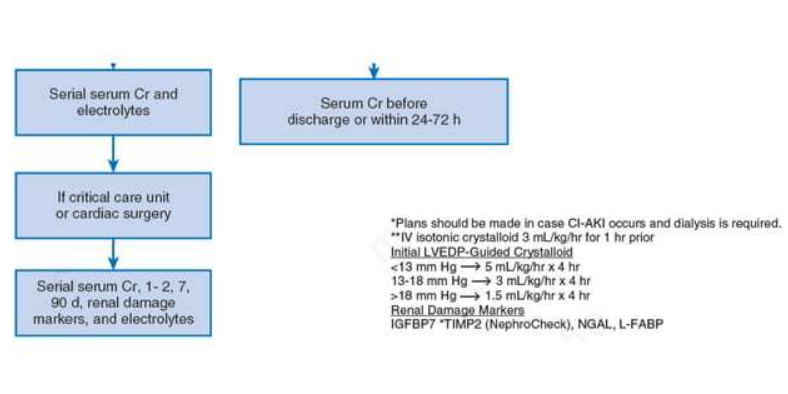 Serial serum Cr and
electrolytes
Serum Cr before
discharge or within 24-72 h
If critical care unit
or cardiac surgery
Serial serum Cr, 1- 2, 7,
90 d, renal damage
markers, and electrolytes
*Plans should be made in case CI-AKI occurs and dialysis is required.
**IV isotonic crystalloid 3 mL/kg/hr for 1 hr prior
Initial LVEDP-Guided Crystalloid
<13 mm Hg → 5 mL/kg/hr x 4 hr
13-18 mm Hg → 3 mL/kg/hr x 4 hr
>18 mm Hg → 1.5 mL/kg/hr x 4 hr
Renal Damage Markers
IGFBP7 *TIMP2 (NephroCheck), NGAL, L-FABP